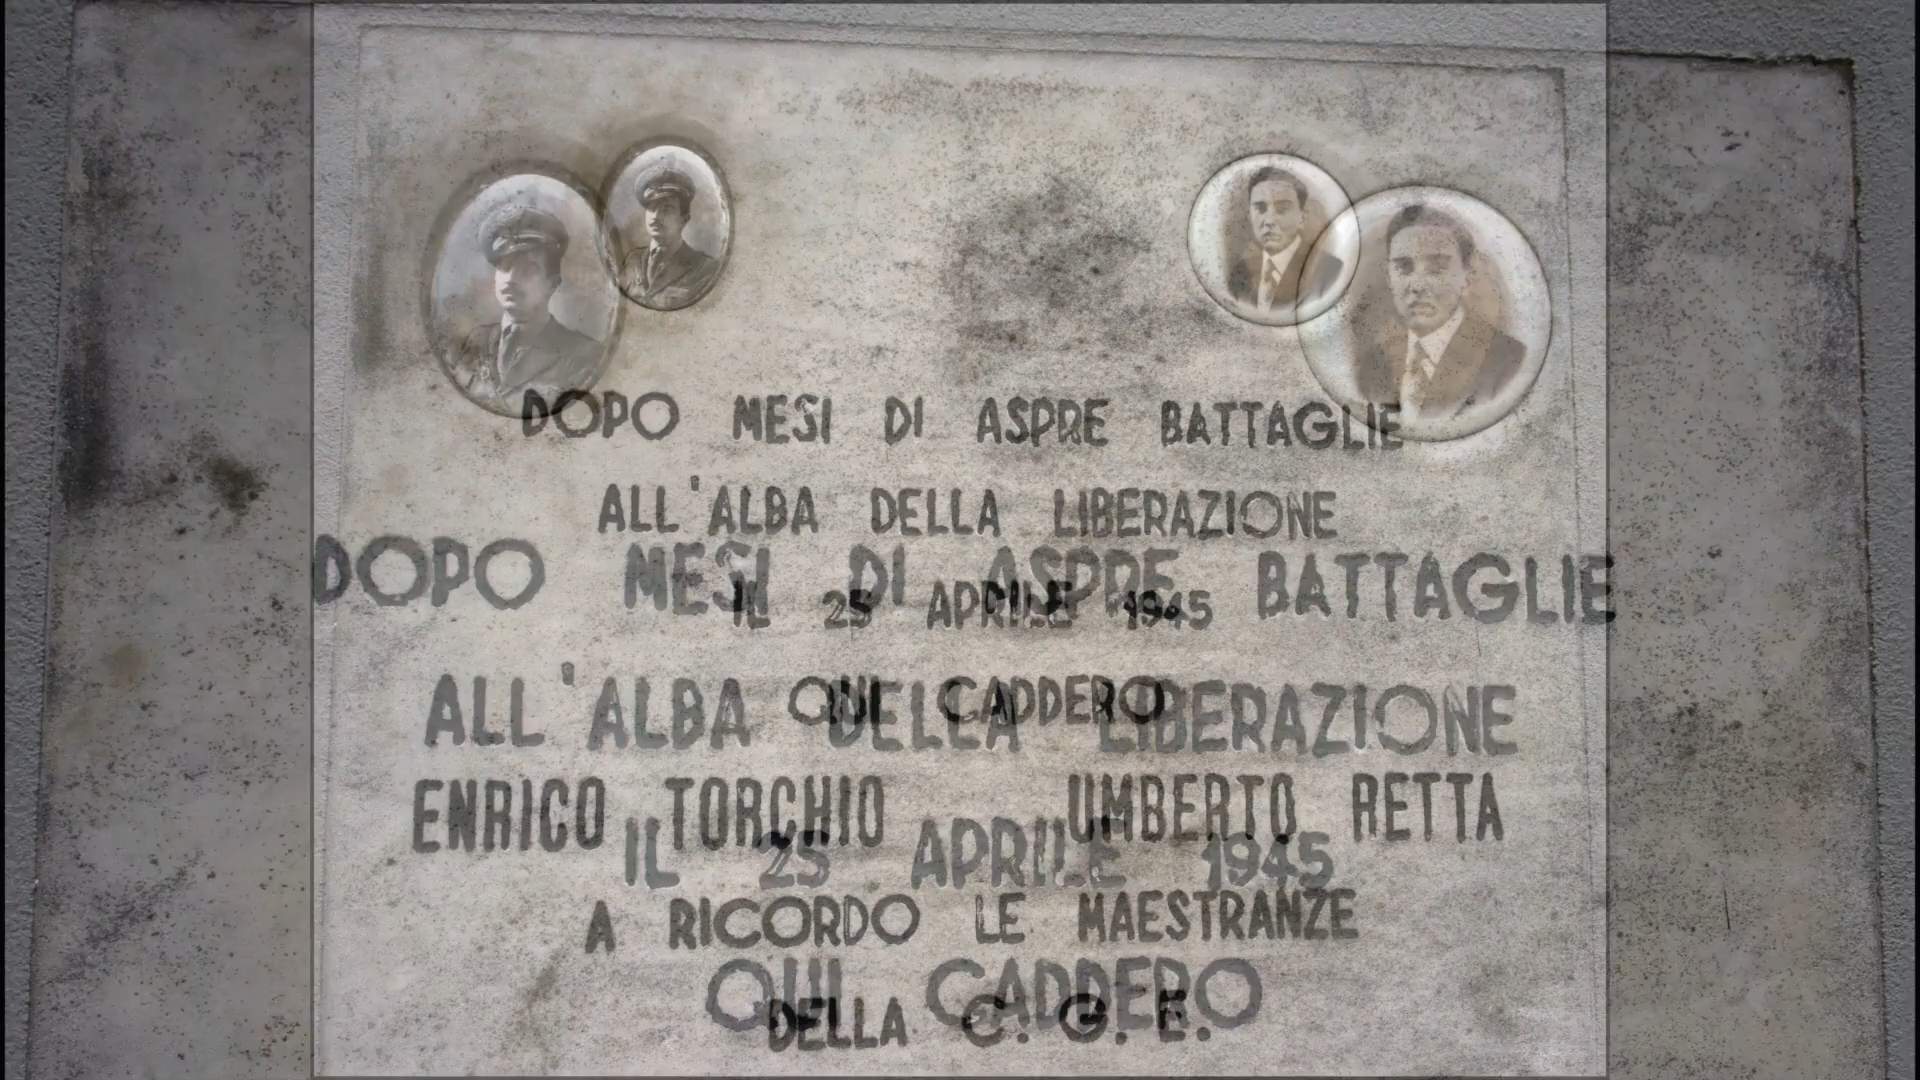 DOPO MESI DI ASPRE BATTAGLIE
ALL'ALBA DELLA LIBERAZIONE
DOPO MESI DI ASPRE BATTAGLIE
IL 25 APRILE 1945
ALL'ALBA DELLA LIBERAZIONE
QUI CADDERO
ENRICO TORCHIO UMBERTO RETTA
IL 25 APRILE 1945
A RICORDO LE MAESTRANZE
QUI CADDERO
DELLA C. G. E.